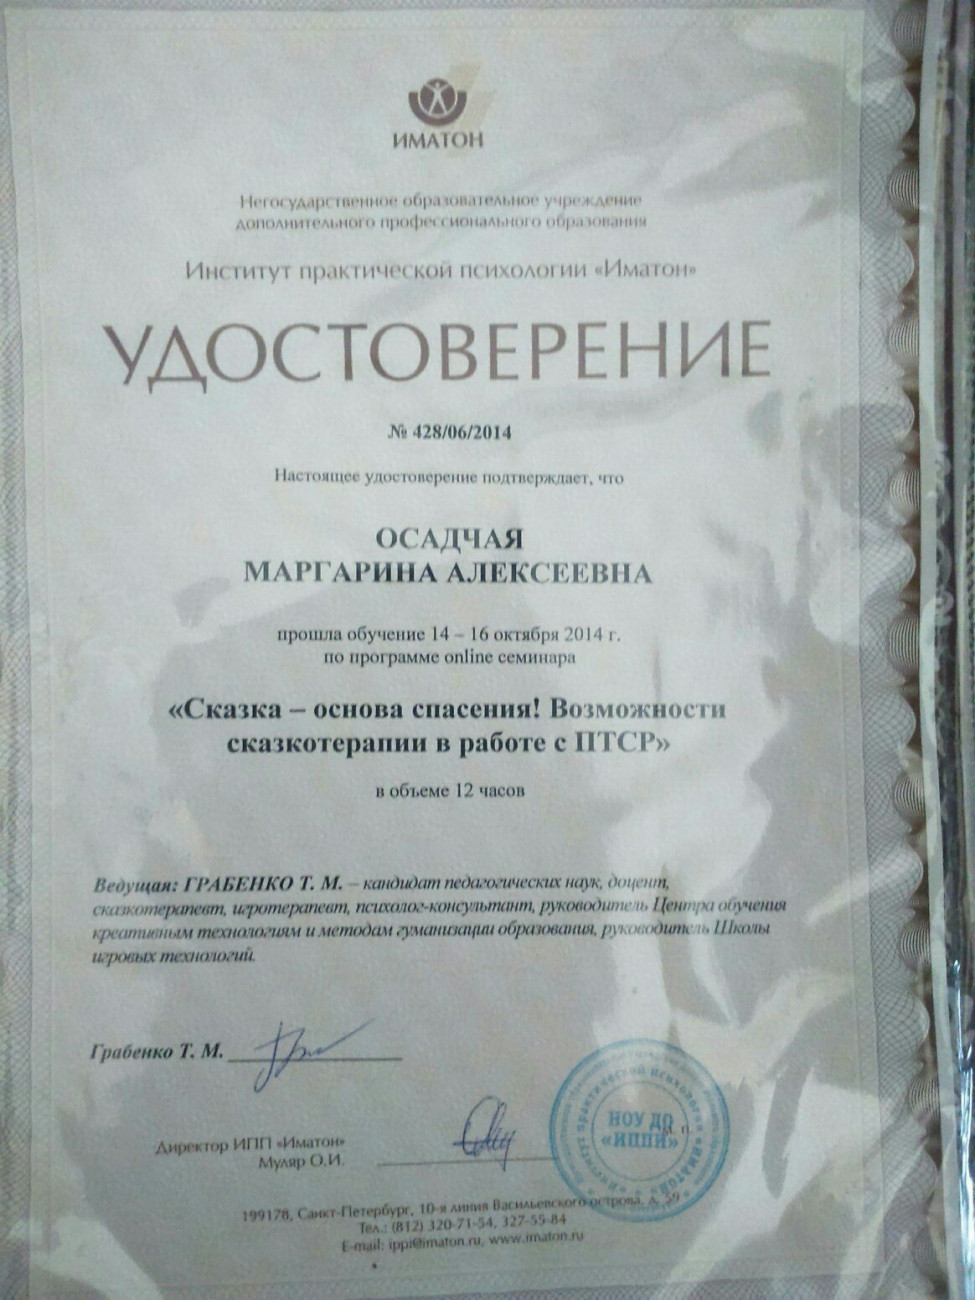 ИМАТОН
Негосударственное образовательное учреждение
дополнительного профессионального образования
Институт практической психологии «Иматон»
УДОСТОВЕРЕНИЕ
№ 428/06/2014
Настоящее удостоверение подтверждает, что
ОСАДЧАЯ
МАРГАРИНА АЛЕКСЕЕВНА
прошла обучение 14 – 16 октября 2014 г.
по программе online семинара
«Сказка – основа спасения! Возможности
сказкотерапии в работе с ПТСР»
в объеме 12 часов
Ведущая: ГРАБЕНКО Т. М. – кандидат педагогических наук, доцент,
сказкотерапевт, игротерапевт, психолог-консультант, руководитель Центра обучения
креативным технологиям и методам гуманизации образования, руководитель Школы
игровых технологий.
Грабенко Т. М.
Директор ИПП «Иматон»
Муляр О.И.
м. п.
НОУ ДО
«ИППИ»
Институт практической психологии «ИМАТОН»
199178, Санкт-Петербург, 10-я линия Васильевского острова, д. 59
Тел.: (812) 320-71-54, 327-55-84
E-mail: ippi@imaton.ru, www.imaton.ru